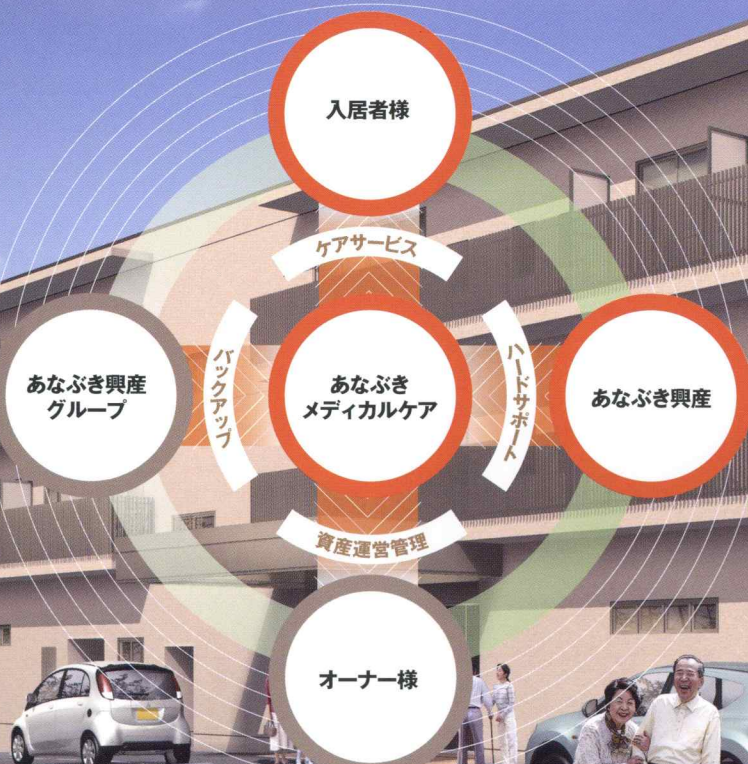 入居者様
ケアサービス
あなぶき興産
グループ
バックアップ
あなぶき
メディカルケア
ハードサポート
あなぶき興産
資産運営管理
オーナー様